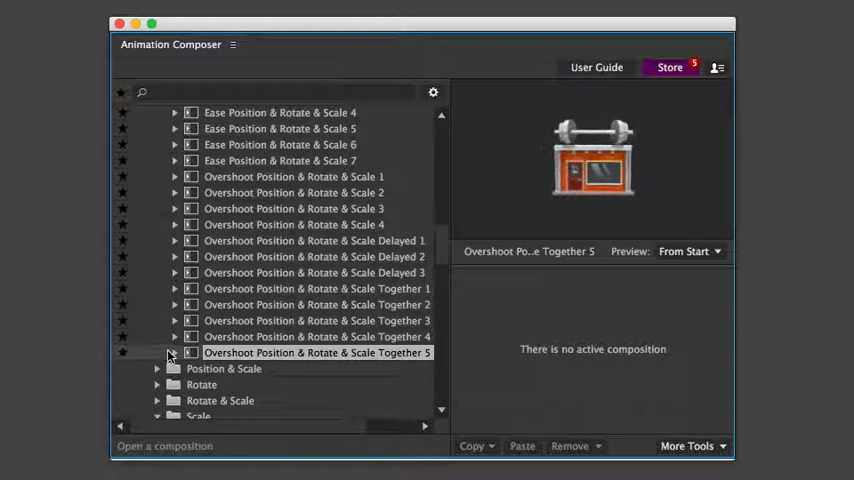 Animation Composer
User Guide
Store
5
Ease Position & Rotate & Scale 4
Ease Position & Rotate & Scale 5
Ease Position & Rotate & Scale 6
Ease Position & Rotate & Scale 7
Overshoot Position & Rotate & Scale 1
Overshoot Position & Rotate & Scale 2
Overshoot Position & Rotate & Scale 3
Overshoot Position & Rotate & Scale 4
Overshoot Position & Rotate & Scale Delayed 1
Overshoot Position & Rotate & Scale Delayed 2
Overshoot Position & Rotate & Scale Delayed 3
Overshoot Position & Rotate & Scale Together 1
Overshoot Position & Rotate & Scale Together 2
Overshoot Position & Rotate & Scale Together 3
Overshoot Position & Rotate & Scale Together 4
Overshoot Position & Rotate & Scale Together 5
Position & Scale
Rotate
Rotate & Scale
Scale
Open a composition
Overshoot Po..e Together 5
Preview:
From Start
There is no active composition
Copy
Paste
Remove
More Tools